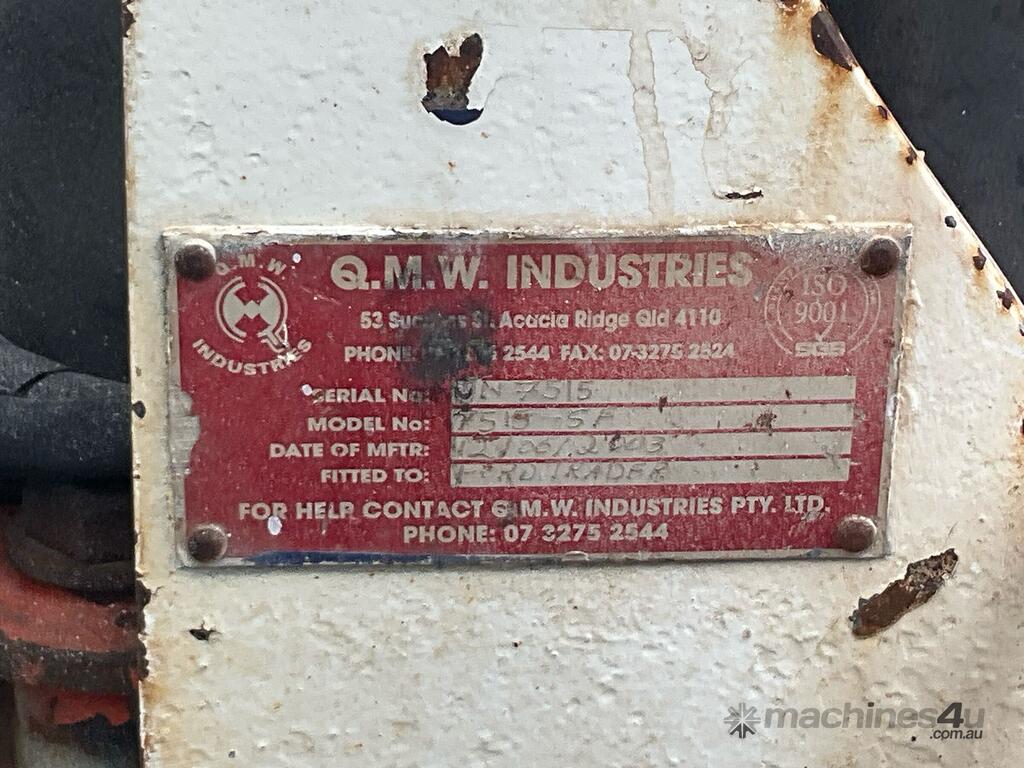 Q.M.W. INDUSTRIES
Q.M.W
INDUSTRIES
ISO
9001
SGS
53 St. Acacia Ridge Qld 4110
PHONE: 2544 FAX: 07-3275 2524
SERIAL No: 7515
MODEL No:
DATE OF MFTR:
FITTED TO:
FOR HELP CONTACT Q.M.W. INDUSTRIES PTY. LTD.
PHONE: 07 3275 2544
machines4u
.com.au